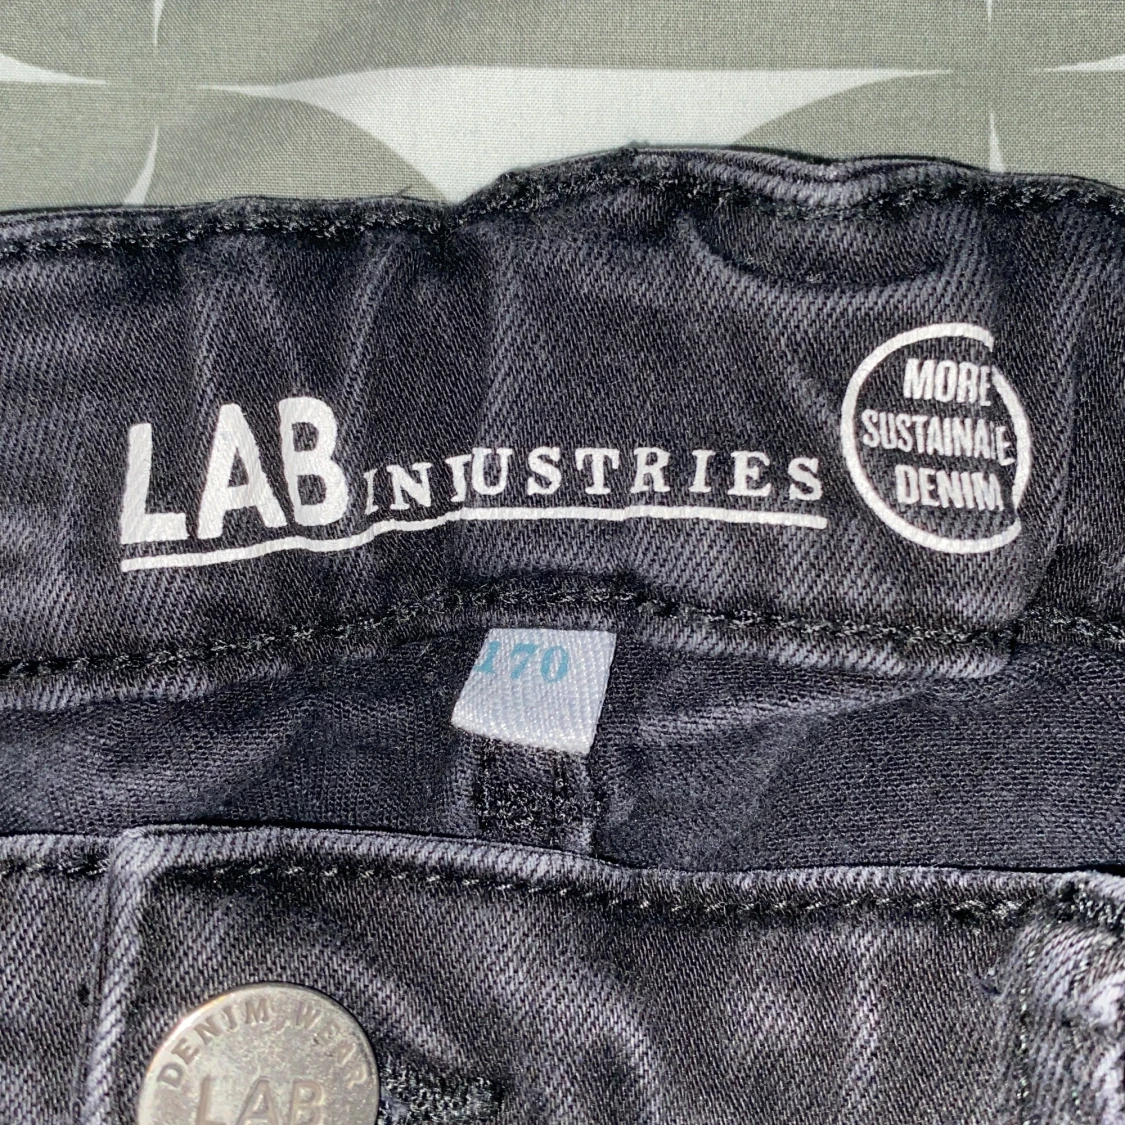 LAB INDUSTRIES
MORE
SUSTAINABLE
DENIM
170
DENIM WEAR
LAB